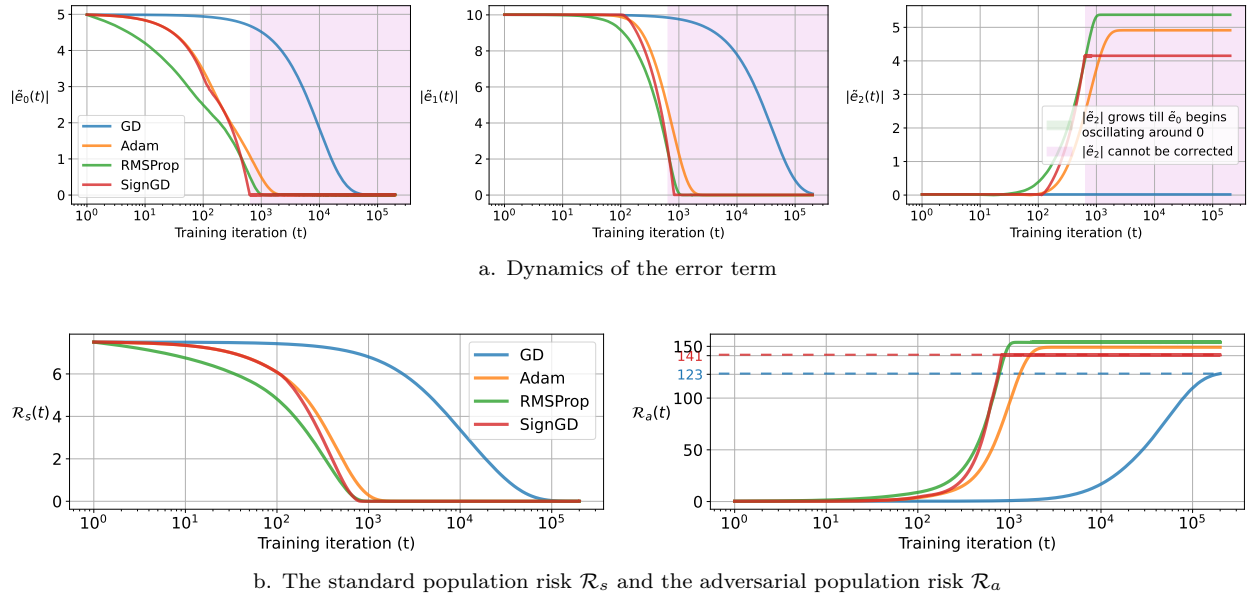 5
4
3
2
1
0
|ẽ₀(t)|
GD
Adam
RMSProp
SignGD
10⁰ 10¹ 10² 10³ 10⁴ 10⁵
Training iteration (t)
10
8
6
4
2
0
|ẽ₁(t)|
10⁰ 10¹ 10² 10³ 10⁴ 10⁵
Training iteration (t)
5
4
3
2
1
0
|ẽ₂(t)|
|ẽ₂| grows till ẽ₀ begins
oscillating around 0
|ẽ₂| cannot be corrected
10⁰ 10¹ 10² 10³ 10⁴ 10⁵
Training iteration (t)
a. Dynamics of the error term
6
4
2
0
ℛₛ(t)
GD
Adam
RMSProp
SignGD
10⁰ 10¹ 10² 10³ 10⁴ 10⁵
Training iteration (t)
150
141
123
100
50
0
ℛₐ(t)
10⁰ 10¹ 10² 10³ 10⁴ 10⁵
Training iteration (t)
b. The standard population risk ℛₛ and the adversarial population risk ℛₐ